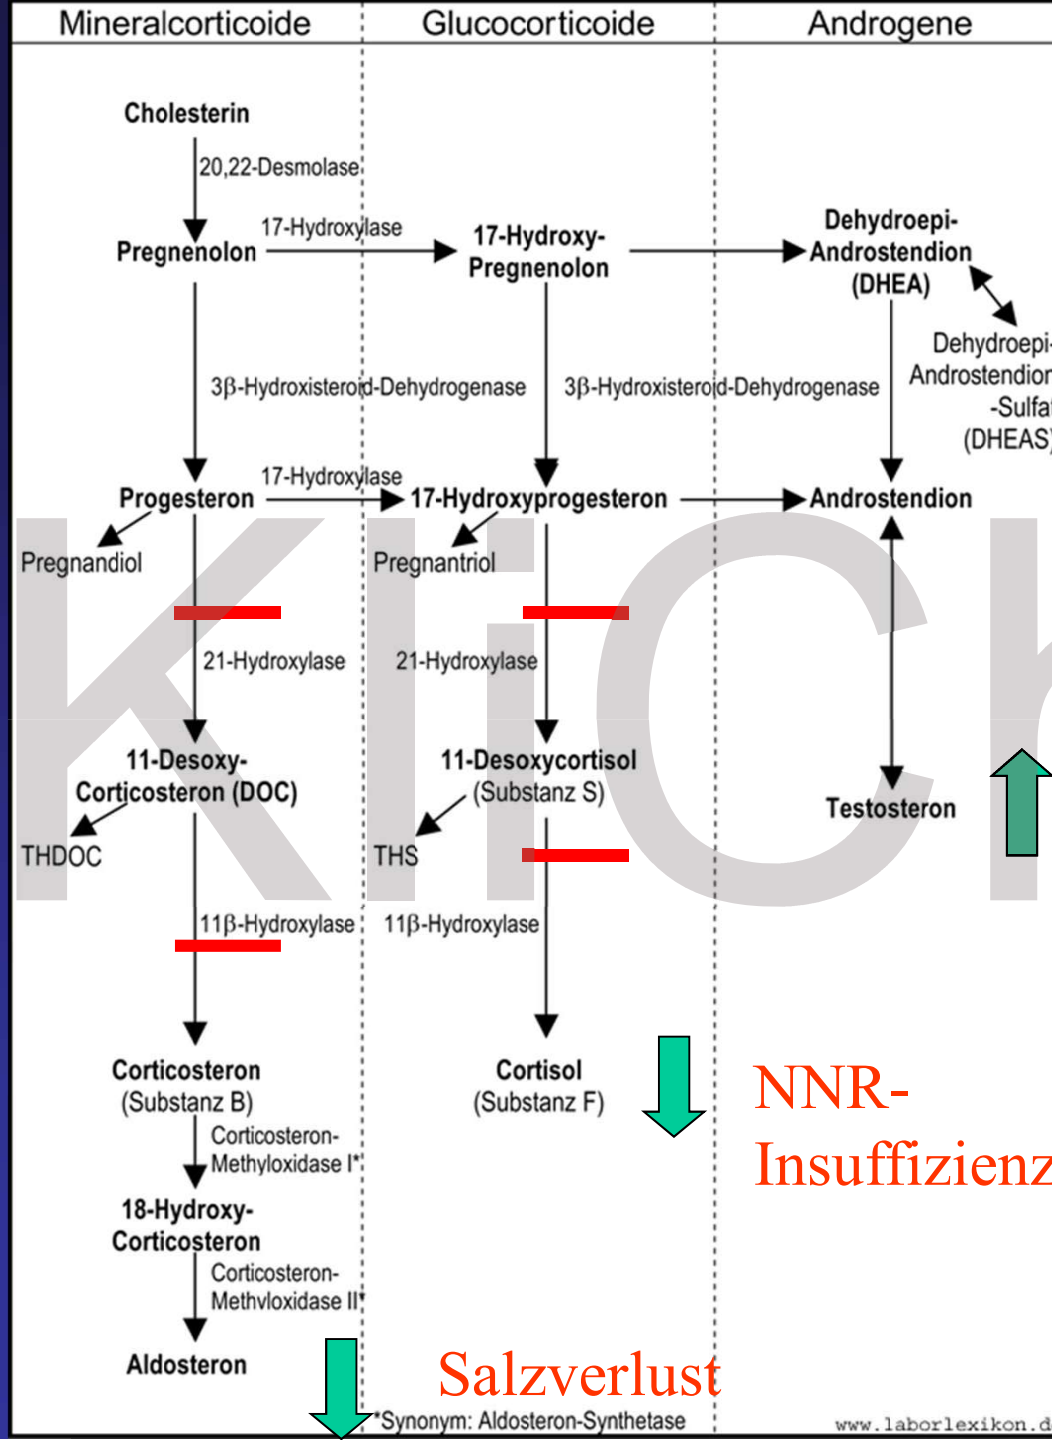 Mineralcorticoide
Glucocorticoide
Androgene
Cholesterin
20,22-Desmolase
Pregnenolon
17-Hydroxylase
17-Hydroxy-
Pregnenolon
Dehydroepi-
Androstendion
(DHEA)
Dehydroepi-
Androstendion
-Sulfat
(DHEAS)
3β-Hydroxisteroid-Dehydrogenase
3β-Hydroxisteroid-Dehydrogenase
Progesteron
17-Hydroxylase
17-Hydroxyprogesteron
Androstendion
Pregnandiol
Pregnantriol
21-Hydroxylase
21-Hydroxylase
11-Desoxy-
Corticosteron (DOC)
11-Desoxycortisol
(Substanz S)
Testosteron
THDOC
THS
11β-Hydroxylase
11β-Hydroxylase
Corticosteron
(Substanz B)
Cortisol
(Substanz F)
NNR-
Insuffizienz
Corticosteron-
Methyloxidase I*
18-Hydroxy-
Corticosteron
Corticosteron-
Methyloxidase II*
Aldosteron
Salzverlust
*Synonym: Aldosteron-Synthetase
www.laborlexikon.d
KliCh